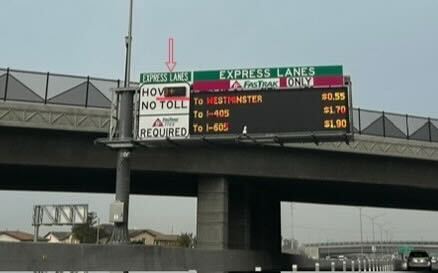 EXPRESS LANES
HOV
NO TOLL
FasTrak
REQUIRED
EXPRESS LANES
FASTRAK ONLY
To WESTMINSTER $0.55
To I-405 $1.70
To I-605 $1.90